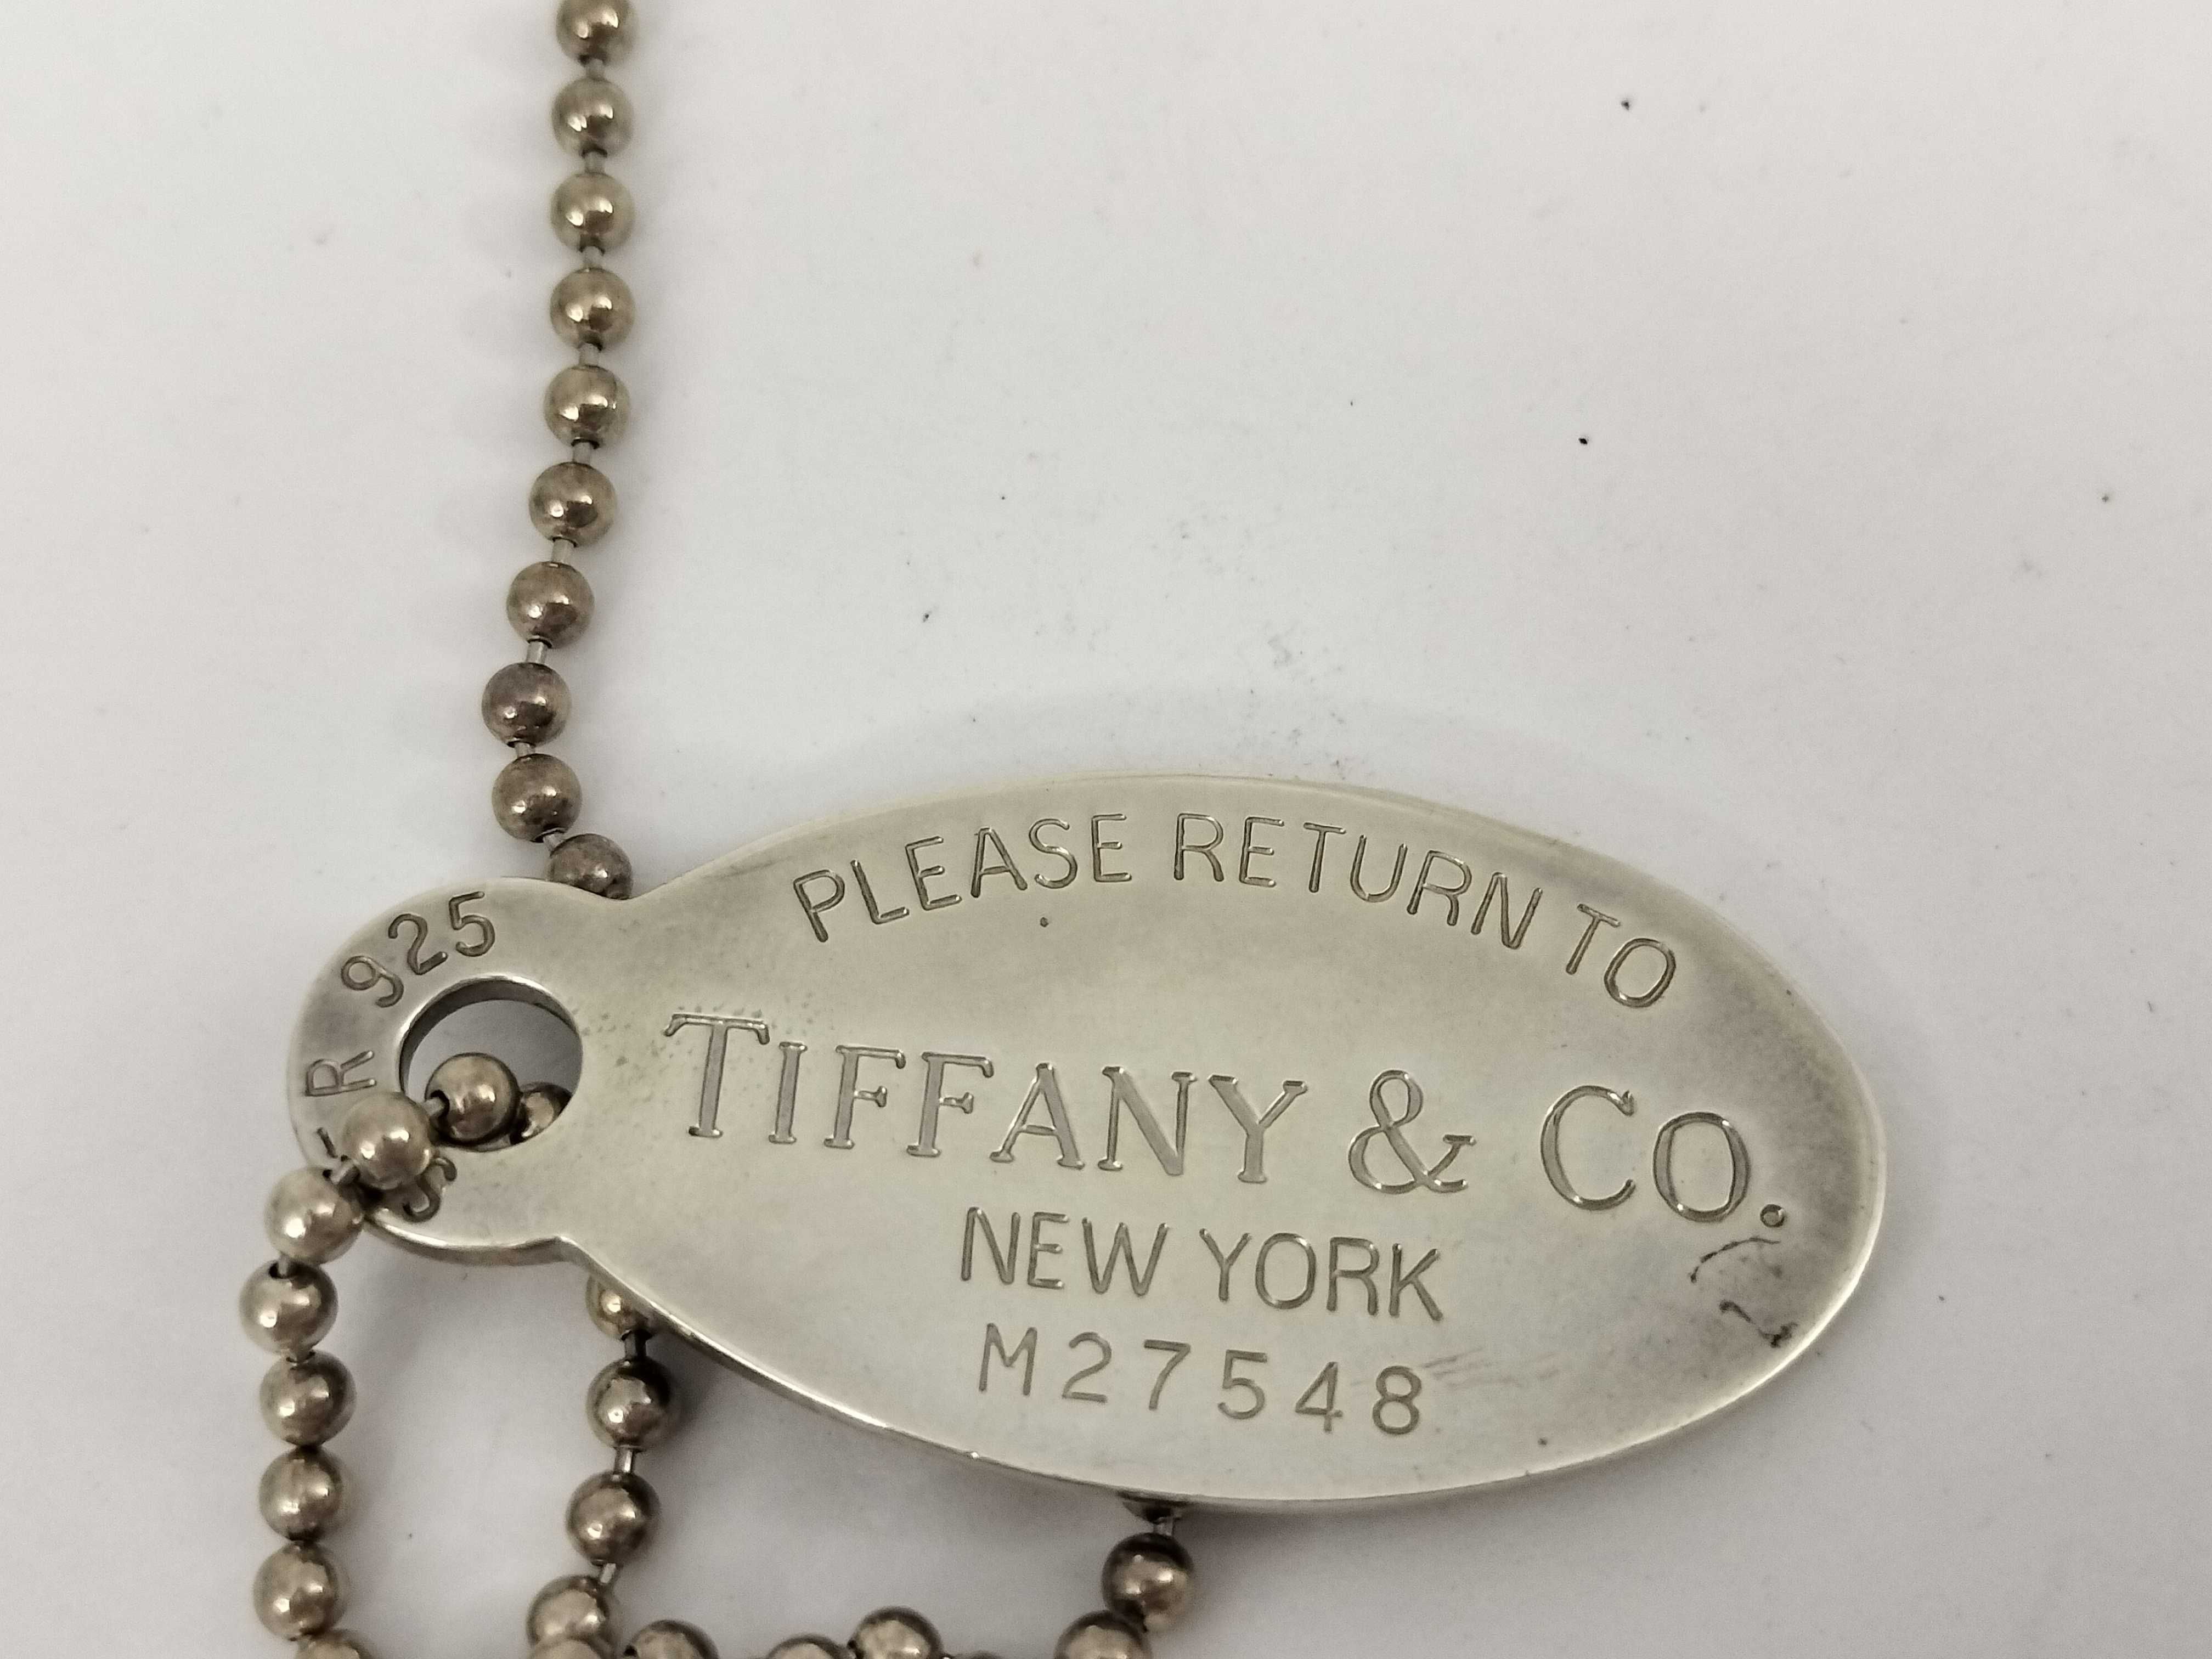 PLEASE RETURN TO
TIFFANY & CO.
NEW YORK
M27548
R 925